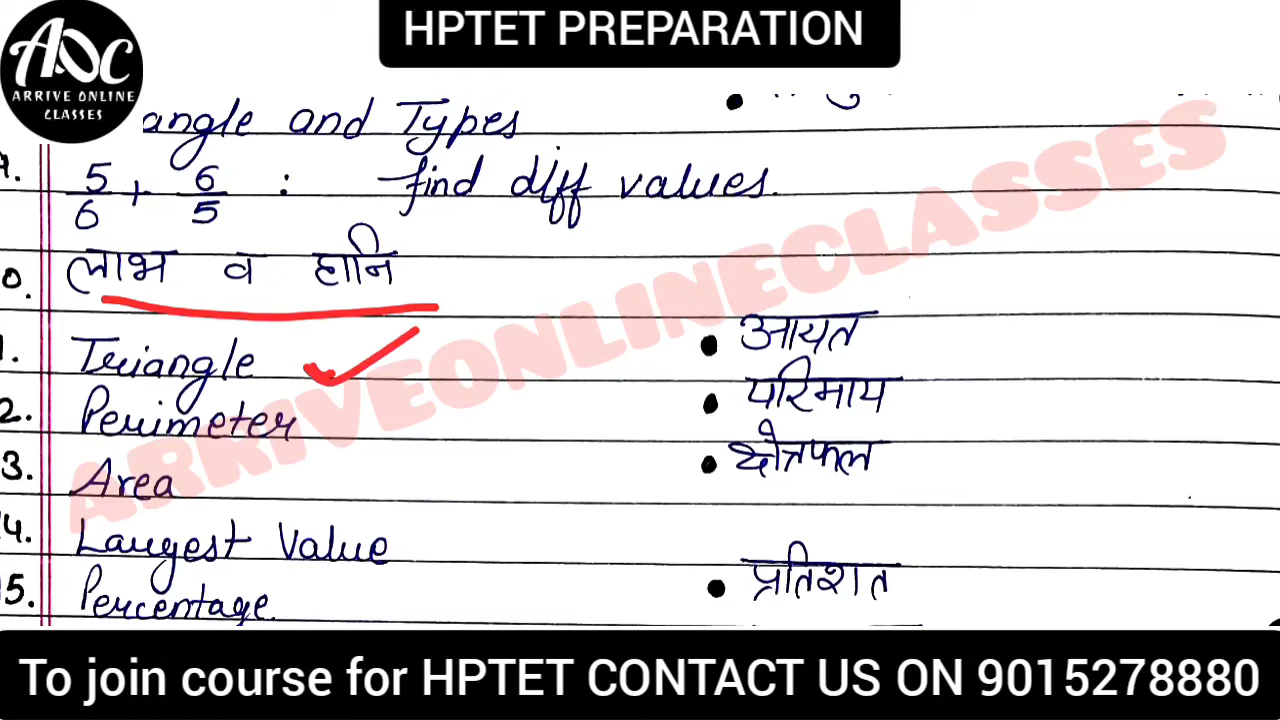 HPTET PREPARATION
ADC
ARRIVE ONLINE
CLASSES
angle and Types
5/6 + 6/5 : find diff values.
0. लाभ व हानि
1. Triangle
• आयत
2. Perimeter
• परिमाय
3. Area
• क्षेत्रफल
4. Largest Value
5. Percentage
• प्रतिशत
ARRIVEONLINECLASSES
To join course for HPTET CONTACT US ON 9015278880